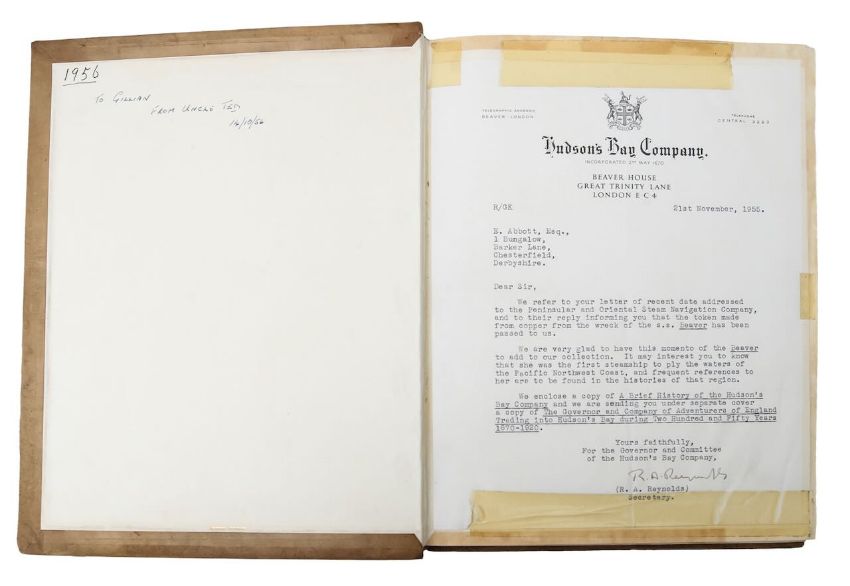 1956
To Gillian
From Uncle Ted
14/10/56
TELEGRAPHIC ADDRESS
BEAVER - LONDON
TELEPHONE
CENTRAL
Hudson's Bay Company.
INCORPORATED 2ND MAY 1670
BEAVER HOUSE
GREAT TRINITY LANE
LONDON E C 4
R/GK
21st November, 1955.
E. Abbott, Esq.,
1 Bungalow,
Barker Lane,
Chesterfield,
Derbyshire.
Dear Sir,
We refer to your letter of recent date addressed
to the Peninsular and Oriental Steam Navigation Company,
and to their reply informing you that the token made
from copper from the wreck of the s.s. Beaver has been
passed to us.
We are very glad to have this momento of the Beaver
to add to our collection. It may interest you to know
that she was the first steamship to ply the waters of
the Pacific Northwest Coast, and frequent references to
her are to be found in the histories of that region.
We enclose a copy of A Brief History of the Hudson's
Bay Company and we are sending you under separate cover
a copy of The Governor and Company of Adventurers of England
Trading into Hudson's Bay during Two Hundred and Fifty Years
1670-1920.
Yours faithfully,
For the Governor and Committee
of the Hudson's Bay Company,
R. A. Reynolds
(R. A. Reynolds)
Secretary.